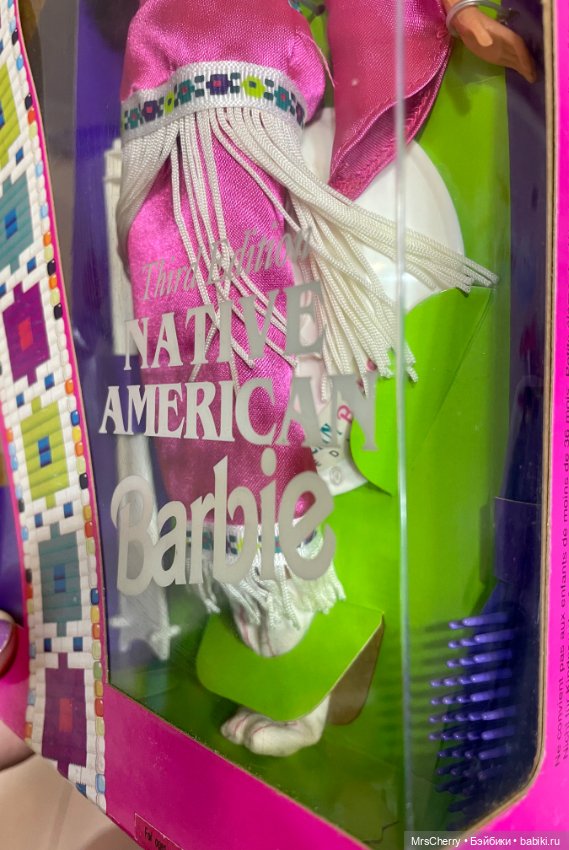 Third Edition
NATIVE
AMERICAN
Barbie
Ne convient pas aux enfants de moins de 36 mois.
MrsCherry • Бэйбики • babiki.ru